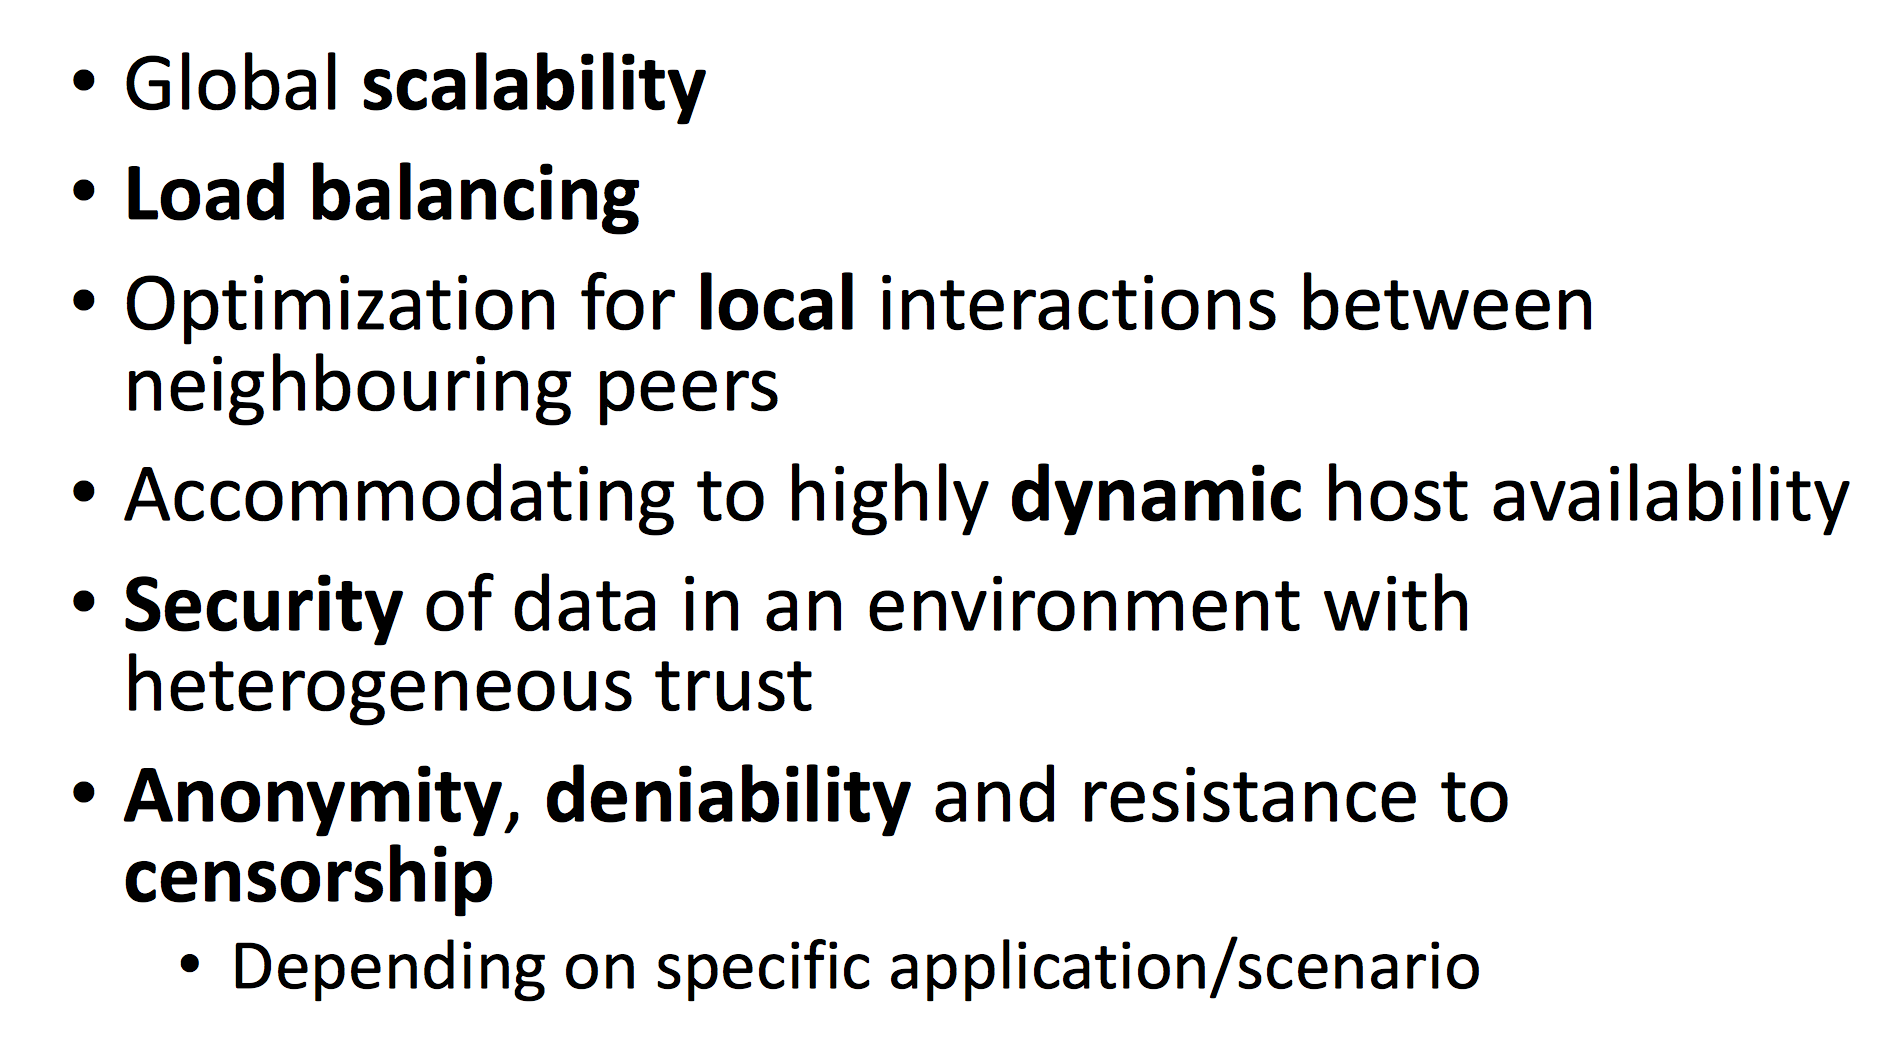 • Global scalability
• Load balancing
• Optimization for local interactions between
neighbouring peers
• Accommodating to highly dynamic host availability
• Security of data in an environment with
heterogeneous trust
• Anonymity, deniability and resistance to
censorship
• Depending on specific application/scenario